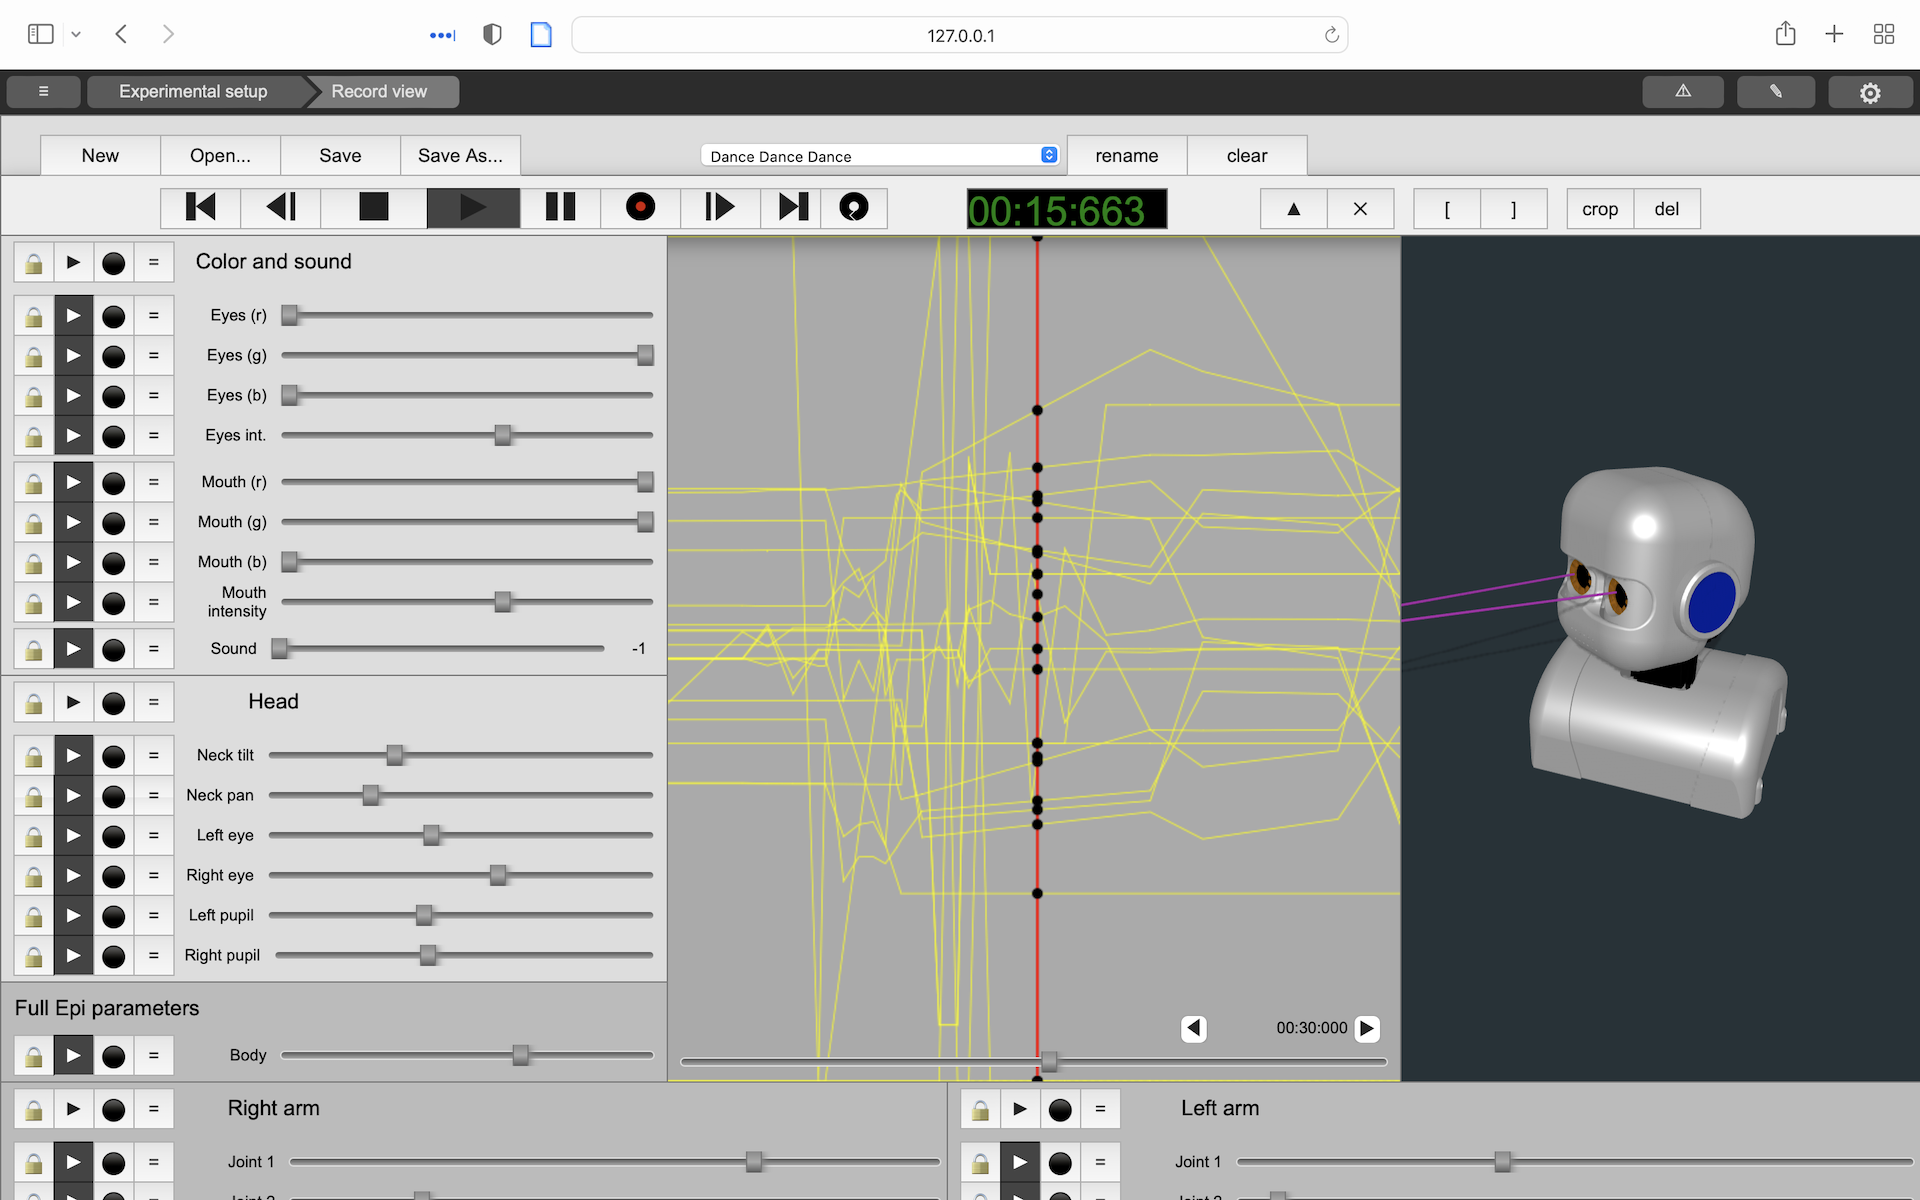 127.0.0.1
Experimental setup
Record view
New
Open...
Save
Save As...
Dance Dance Dance
rename
clear
00:15:663
[
]
crop
del
Color and sound
Eyes (r)
Eyes (g)
Eyes (b)
Eyes int.
Mouth (r)
Mouth (g)
Mouth (b)
Mouth
intensity
Sound
-1
Head
Neck tilt
Neck pan
Left eye
Right eye
Left pupil
Right pupil
00:30:000
Full Epi parameters
Body
Right arm
Left arm
Joint 1
Joint 1